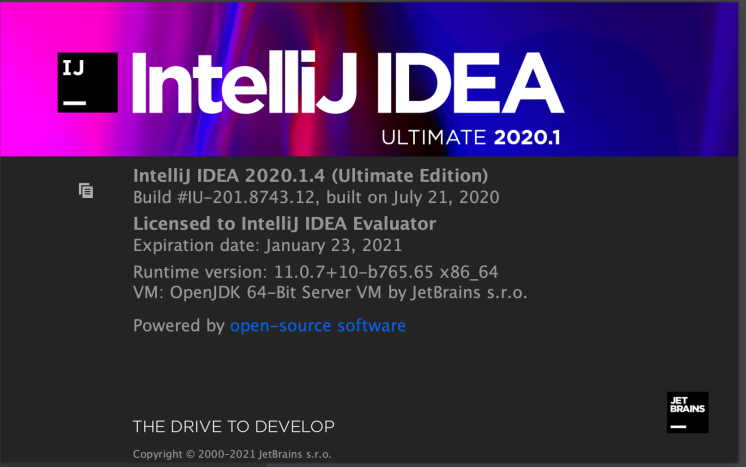 IJ
IntelliJ IDEA
ULTIMATE 2020.1
IntelliJ IDEA 2020.1.4 (Ultimate Edition)
Build #IU-201.8743.12, built on July 21, 2020
Licensed to IntelliJ IDEA Evaluator
Expiration date: January 23, 2021
Runtime version: 11.0.7+10-b765.65 x86_64
VM: OpenJDK 64-Bit Server VM by JetBrains s.r.o.
Powered by open-source software
JET
BRAINS
THE DRIVE TO DEVELOP
Copyright © 2000-2021 JetBrains s.r.o.